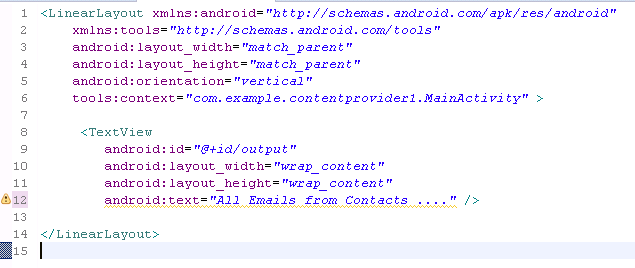 1 <LinearLayout xmlns:android="http://schemas.android.com/apk/res/android"
2     xmlns:tools="http://schemas.android.com/tools"
3     android:layout_width="match_parent"
4     android:layout_height="match_parent"
5     android:orientation="vertical"
6     tools:context="com.example.contentprovider1.MainActivity" >
7
8      <TextView
9         android:id="@+id/output"
10         android:layout_width="wrap_content"
11         android:layout_height="wrap_content"
12         android:text="All Emails from Contacts ...." />
13
14 </LinearLayout>
15